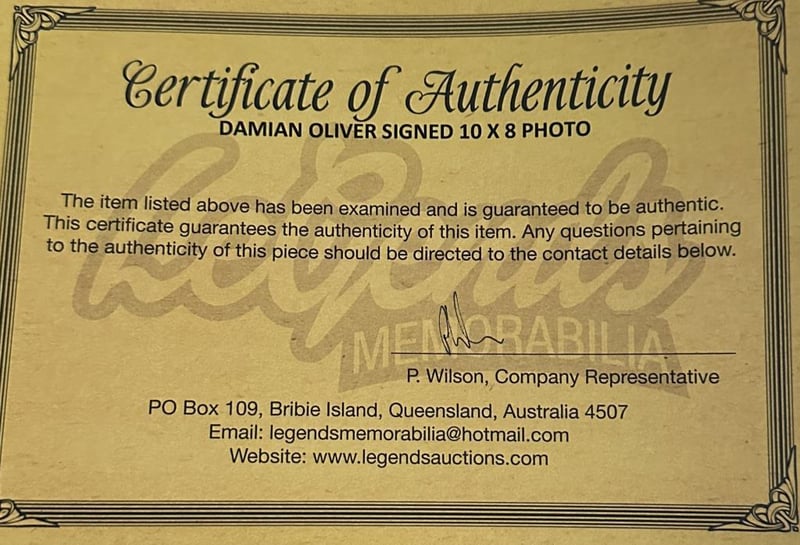 Certificate of Authenticity
DAMIAN OLIVER SIGNED 10 X 8 PHOTO
The item listed above has been examined and is guaranteed to be authentic.
This certificate guarantees the authenticity of this item. Any questions pertaining
to the authenticity of this piece should be directed to the contact details below.
Legends
MEMORABILIA
P. Wilson, Company Representative
PO Box 109, Bribie Island, Queensland, Australia 4507
Email: legendsmemorabilia@hotmail.com
Website: www.legendsauctions.com